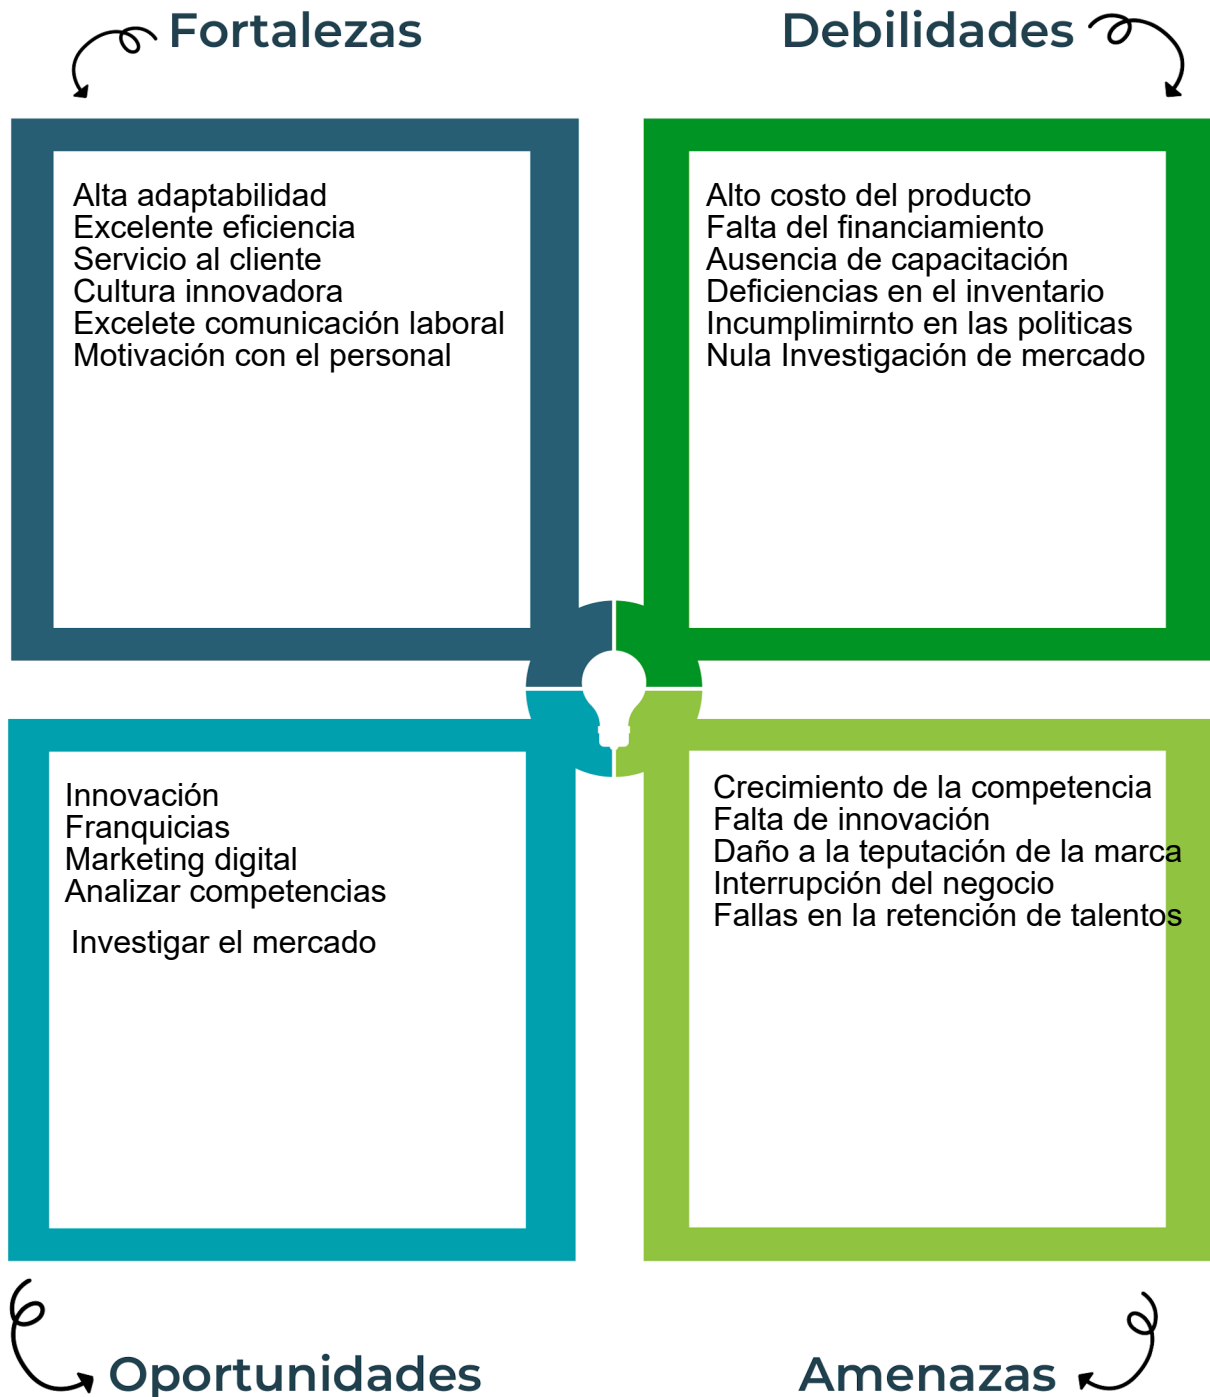 Fortalezas
Alta adaptabilidad
Excelente eficiencia
Servicio al cliente
Cultura innovadora
Excelete comunicación laboral
Motivación con el personal
Debilidades
Alto costo del producto
Falta del financiamiento
Ausencia de capacitación
Deficiencias en el inventario
Incumplimirnto en las politicas
Nula Investigación de mercado
Innovación
Franquicias
Marketing digital
Analizar competencias
Investigar el mercado
Oportunidades
Crecimiento de la competencia
Falta de innovación
Daño a la teputación de la marca
Interrupción del negocio
Fallas en la retención de talentos
Amenazas